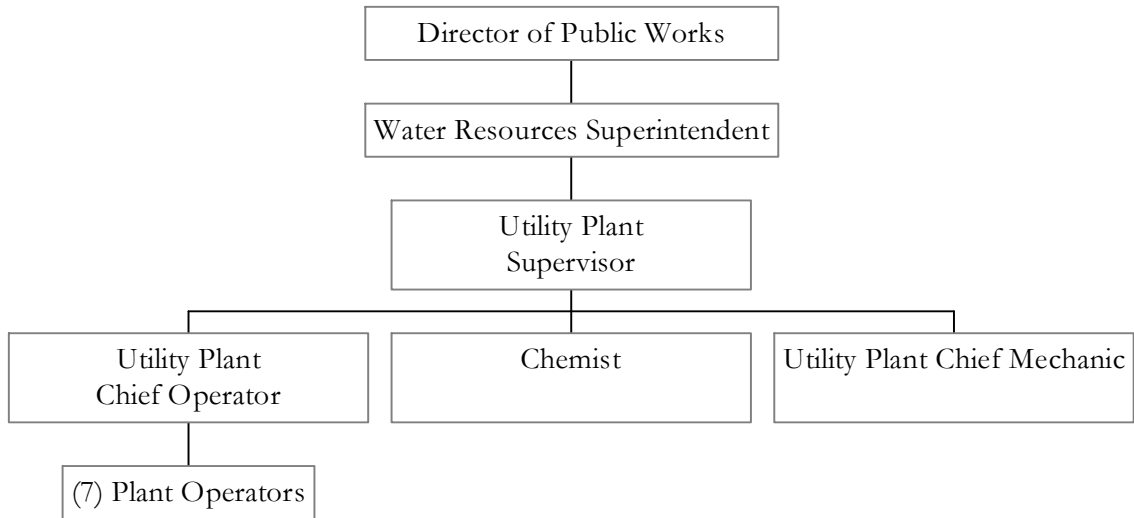 Director of Public Works
Water Resources Superintendent
Utility Plant
Supervisor
Utility Plant
Chief Operator
Chemist
Utility Plant Chief Mechanic
(7) Plant Operators